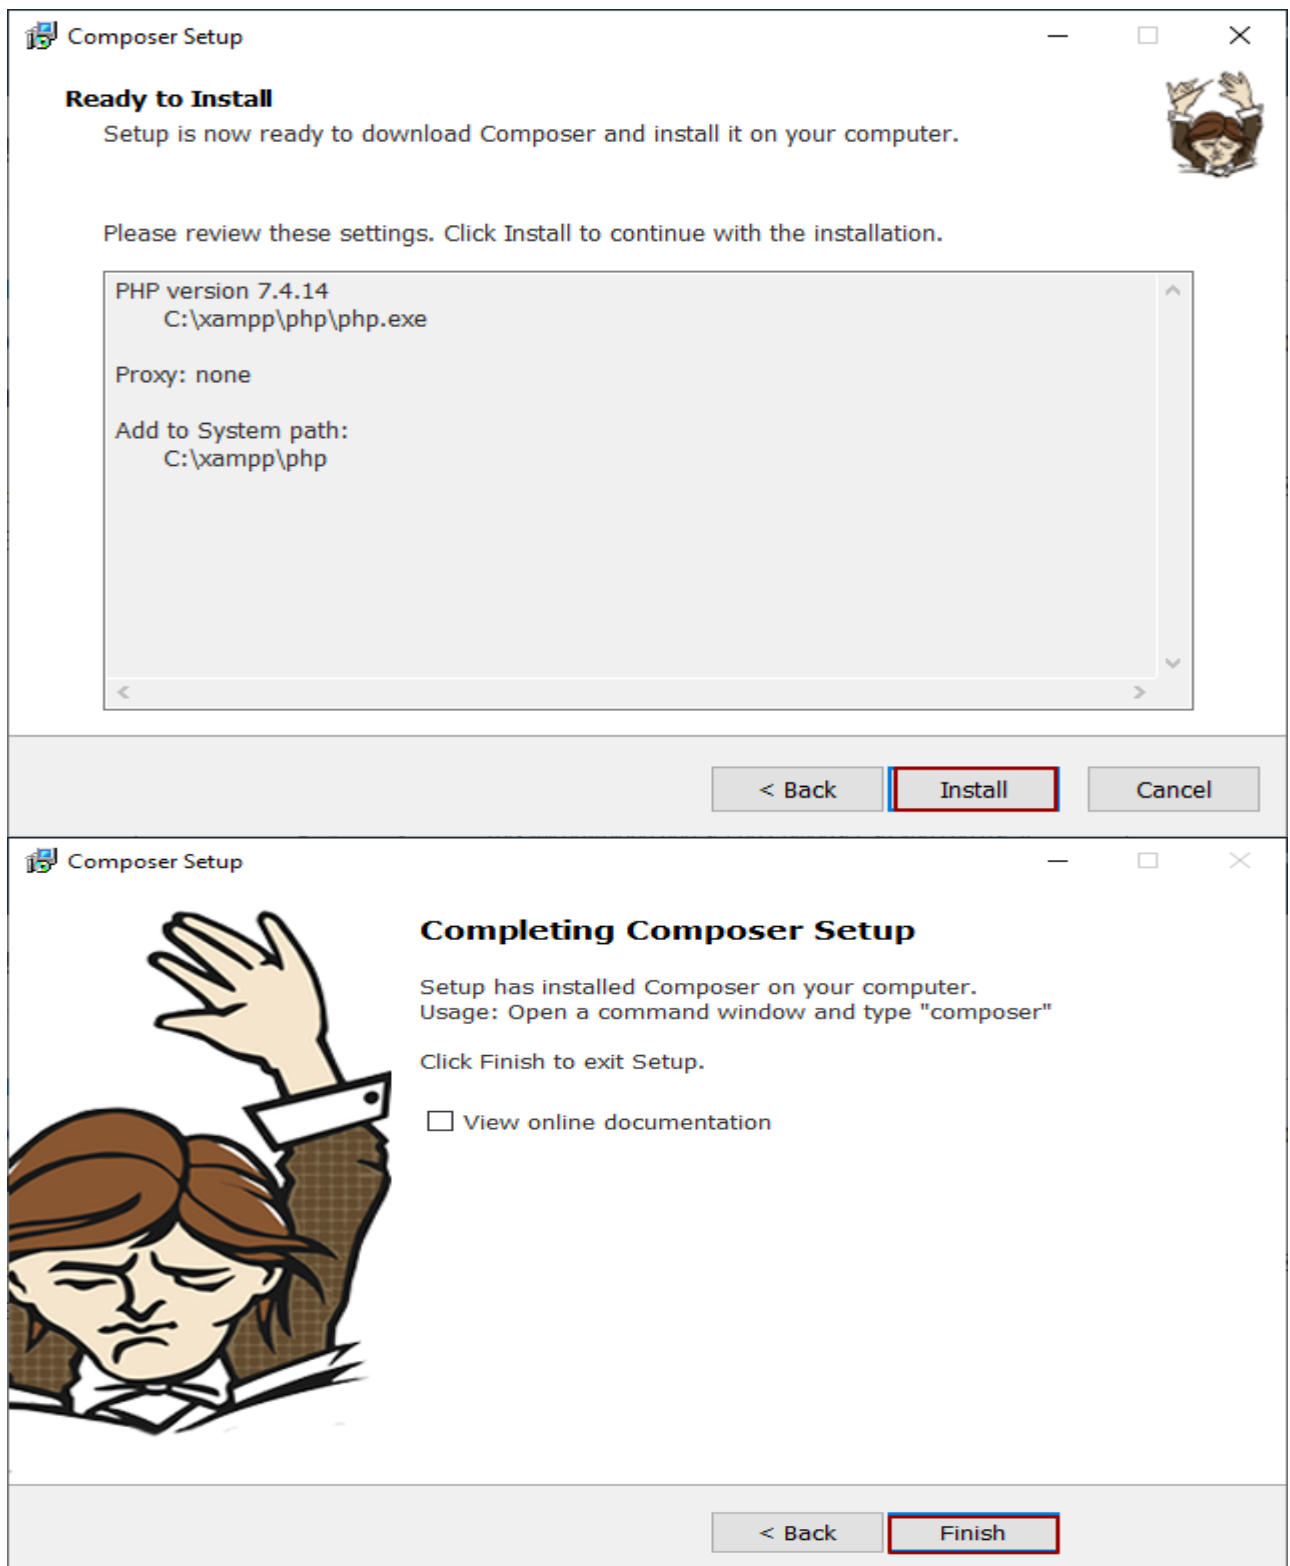 Composer Setup
Ready to Install
Setup is now ready to download Composer and install it on your computer.
Please review these settings. Click Install to continue with the installation.
PHP version 7.4.14
C:\xampp\php\php.exe
Proxy: none
Add to System path:
C:\xampp\php
< Back
Install
Cancel
Composer Setup
Completing Composer Setup
Setup has installed Composer on your computer.
Usage: Open a command window and type "composer"
Click Finish to exit Setup.
View online documentation
< Back
Finish